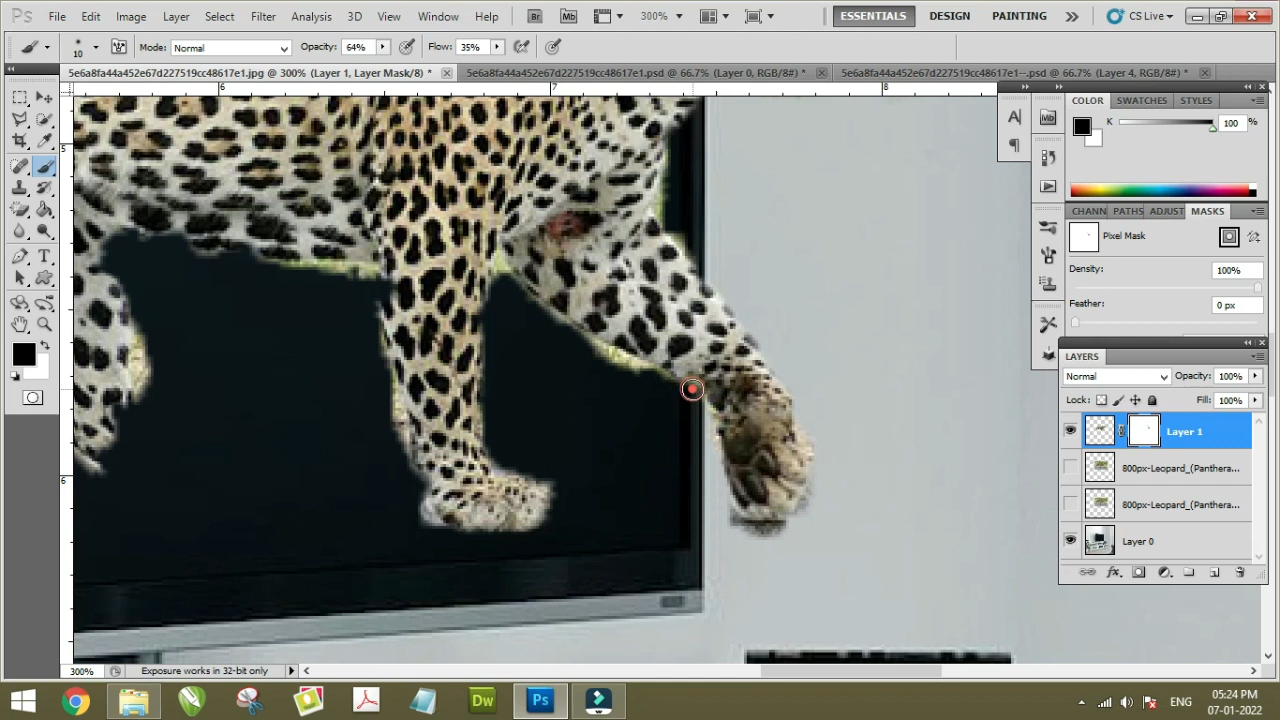 Ps File Edit Image Layer Select Filter Analysis 3D View Window Help Br Mb 300% ESSENTIALS DESIGN PAINTING CS Live
10 Mode: Normal Opacity: 64% Flow: 35%
5e6a8fa44a452e67d227519cc48617e1.jpg @ 300% (Layer 1, Layer Mask/8) * 5e6a8fa44a452e67d227519cc48617e1.psd @ 66.7% (Layer 0, RGB/8#) * 5e6a8fa44a452e67d227519cc48617e1--.psd @ 66.7% (Layer 4, RGB/8#) *
6 7 8
5
6
Mb
COLOR SWATCHES STYLES
K 100 %
CHANN PATHS ADJUST MASKS
Pixel Mask
Density: 100%
Feather: 0 px
LAYERS
Normal Opacity: 100%
Lock: Fill: 100%
Layer 1
800px-Leopard_(Panthera...
800px-Leopard_(Panthera...
Layer 0
fx
300% Exposure works in 32-bit only
Dw Ps ENG 05:24 PM
07-01-2022